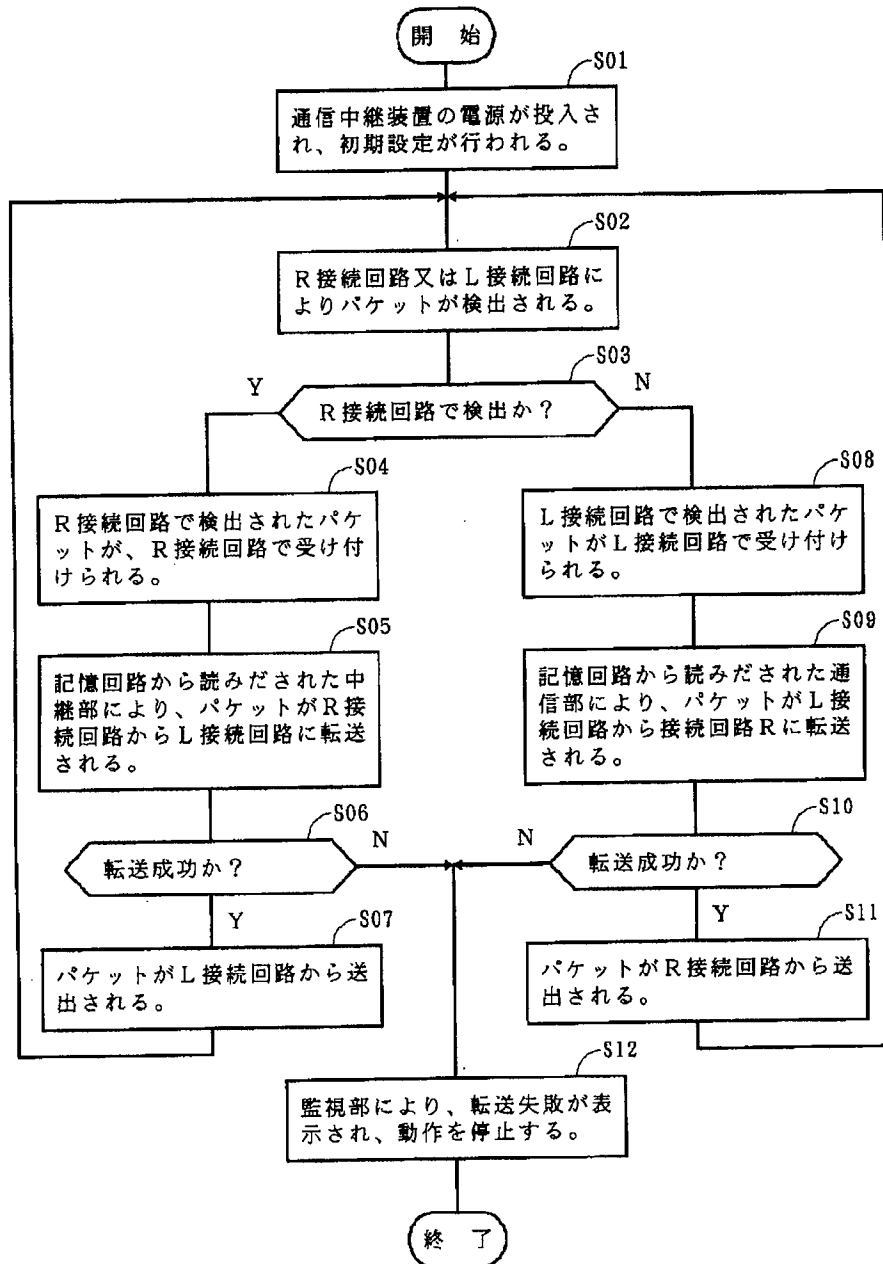 開 始
S01
通信中継装置の電源が投入さ
れ、初期設定が行われる。
S02
R接続回路又はL接続回路に
よりパケットが検出される。
S03
Y
R接続回路で検出か？
N
S04
R接続回路で検出されたパケ
ットが、R接続回路で受け付
けられる。
S08
L接続回路で検出されたパケ
ットがL接続回路で受け付け
られる。
S05
記憶回路から読みだされた中
継部により、パケットがR接
続回路からL接続回路に転送
される。
S09
記憶回路から読みだされた通
信部により、パケットがL接
続回路から接続回路Rに転送
される。
S06
転送成功か？
N
Y
S10
N
転送成功か？
Y
S07
パケットがL接続回路から送
出される。
S11
パケットがR接続回路から送
出される。
S12
監視部により、転送失敗が表
示され、動作を停止する。
終 了